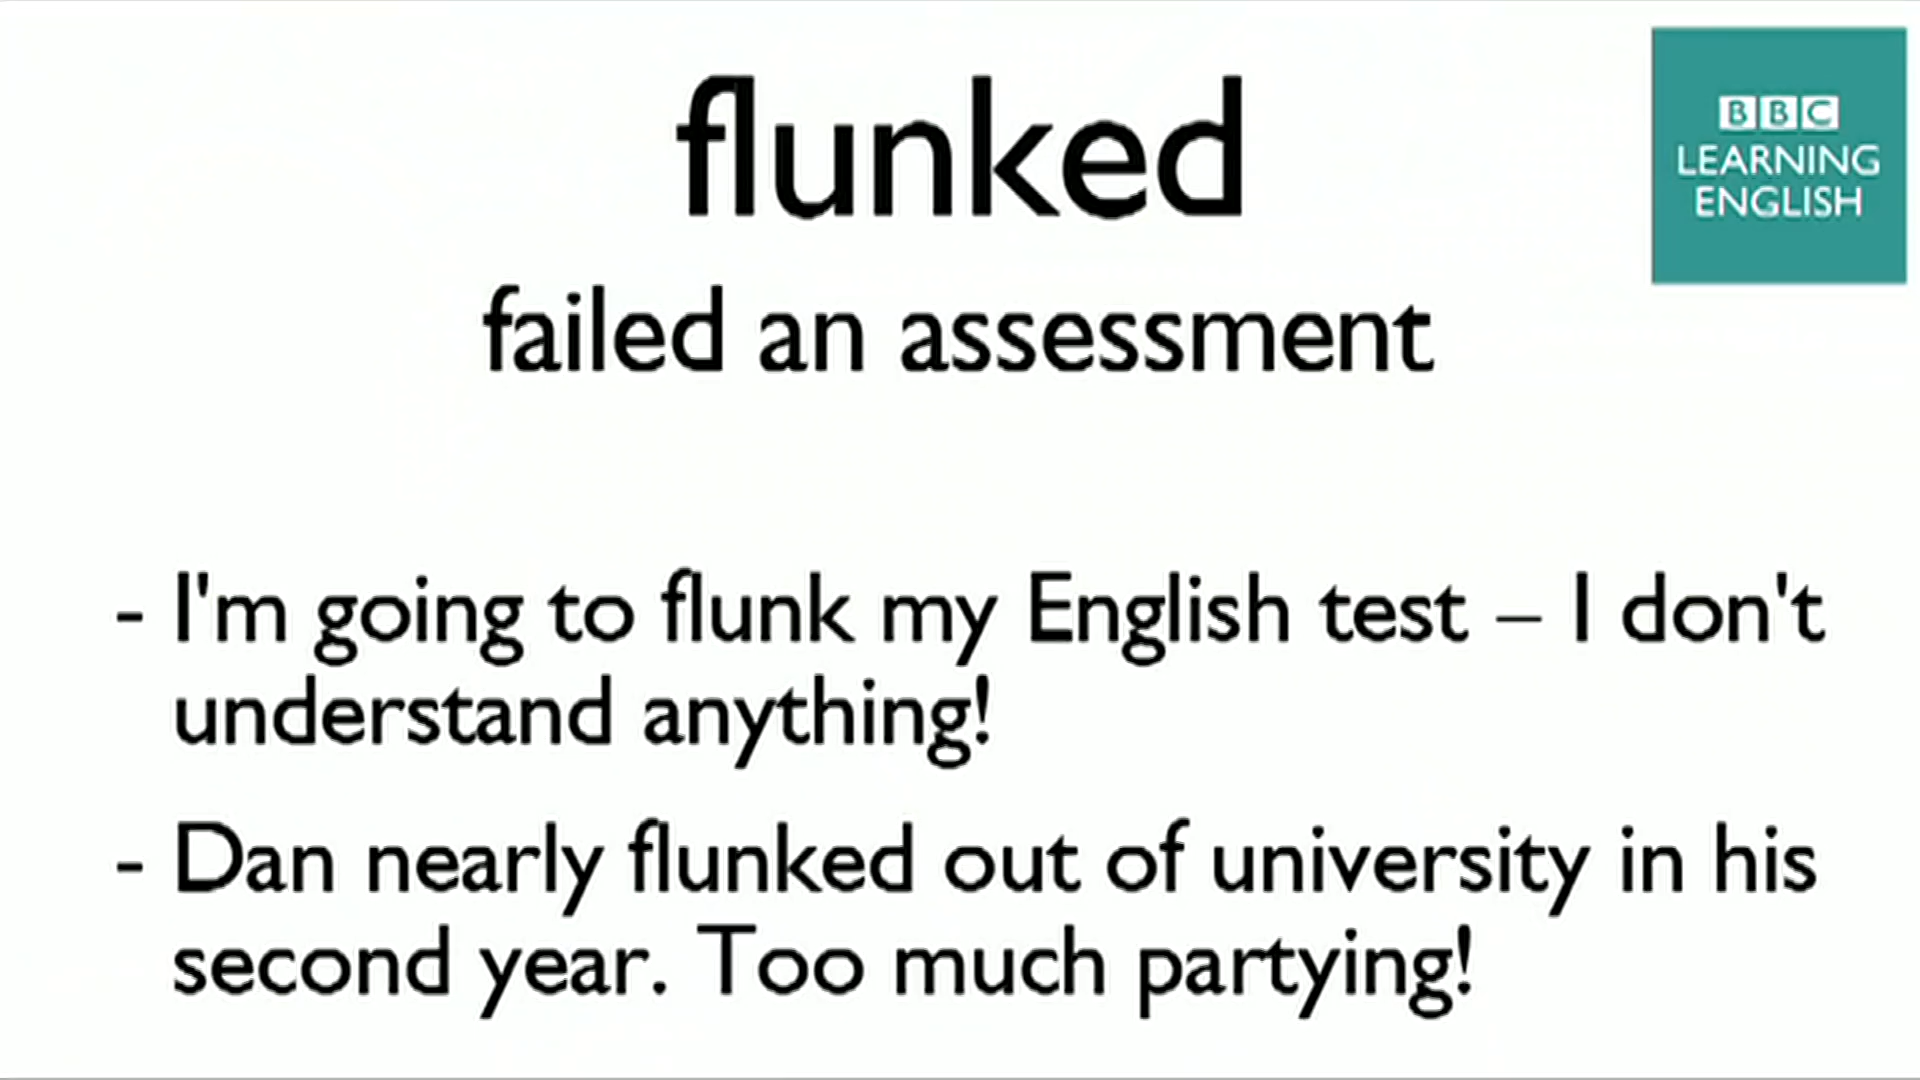 flunked
BBC
LEARNING
ENGLISH
failed an assessment
- I'm going to flunk my English test – I don't
understand anything!
- Dan nearly flunked out of university in his
second year. Too much partying!